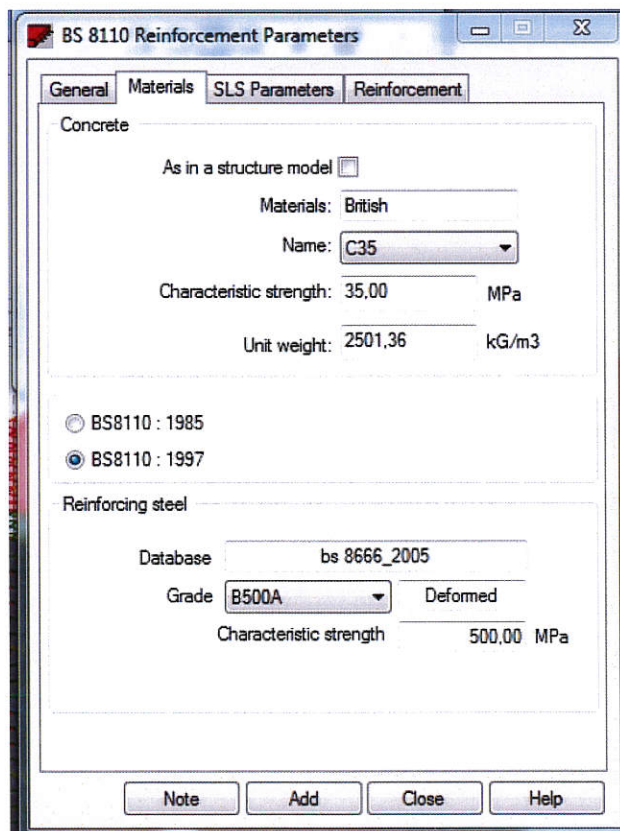 BS 8110 Reinforcement Parameters
General Materials SLS Parameters Reinforcement
Concrete
As in a structure model
Materials: British
Name: C35
Characteristic strength: 35,00 MPa
Unit weight: 2501,36 kG/m3
BS8110 : 1985
BS8110 : 1997
Reinforcing steel
Database bs 8666_2005
Grade B500A Deformed
Characteristic strength 500,00 MPa
Note Add Close Help